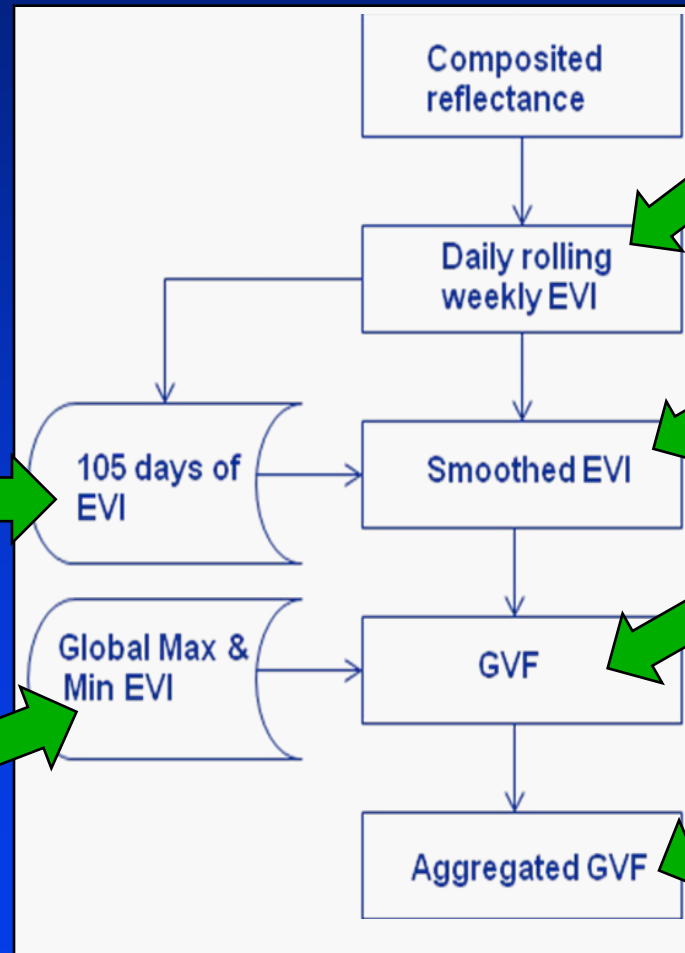 Composited
reflectance
Daily rolling
weekly EVI
105 days of
EVI
Smoothed EVI
Global Max &
Min EVI
GVF
Aggregated GVF